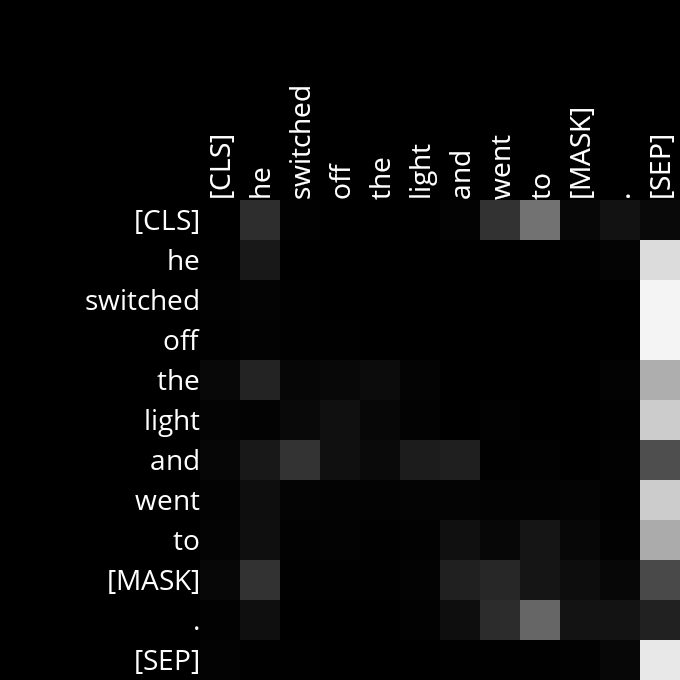 [CLS]
he
switched
off
the
light
and
went
to
[MASK]
.
[SEP]
[CLS]
he
switched
off
the
light
and
went
to
[MASK]
.
[SEP]